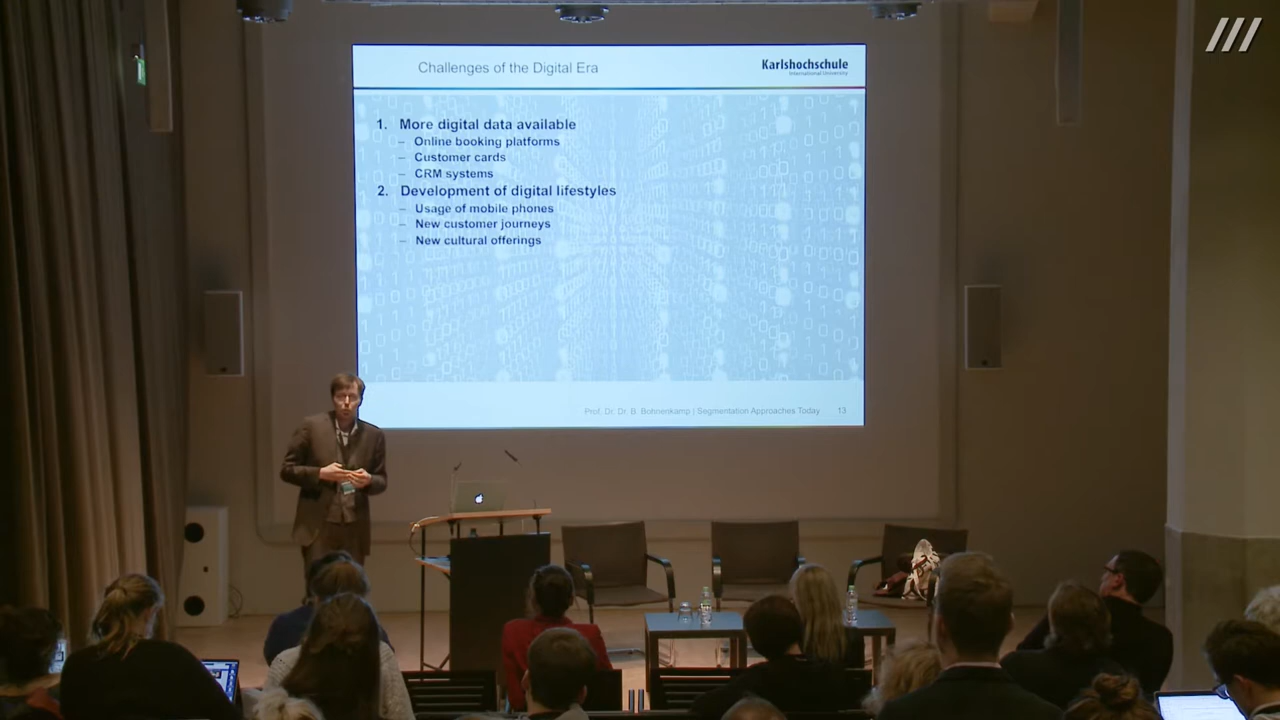 Challenges of the Digital Era
Karlshochschule
International University
1. More digital data available
– Online booking platforms
– Customer cards
– CRM systems
2. Development of digital lifestyles
– Usage of mobile phones
– New customer journeys
– New cultural offerings
Prof. Dr. Dr. B. Bohnenkamp | Segmentation Approaches Today 13